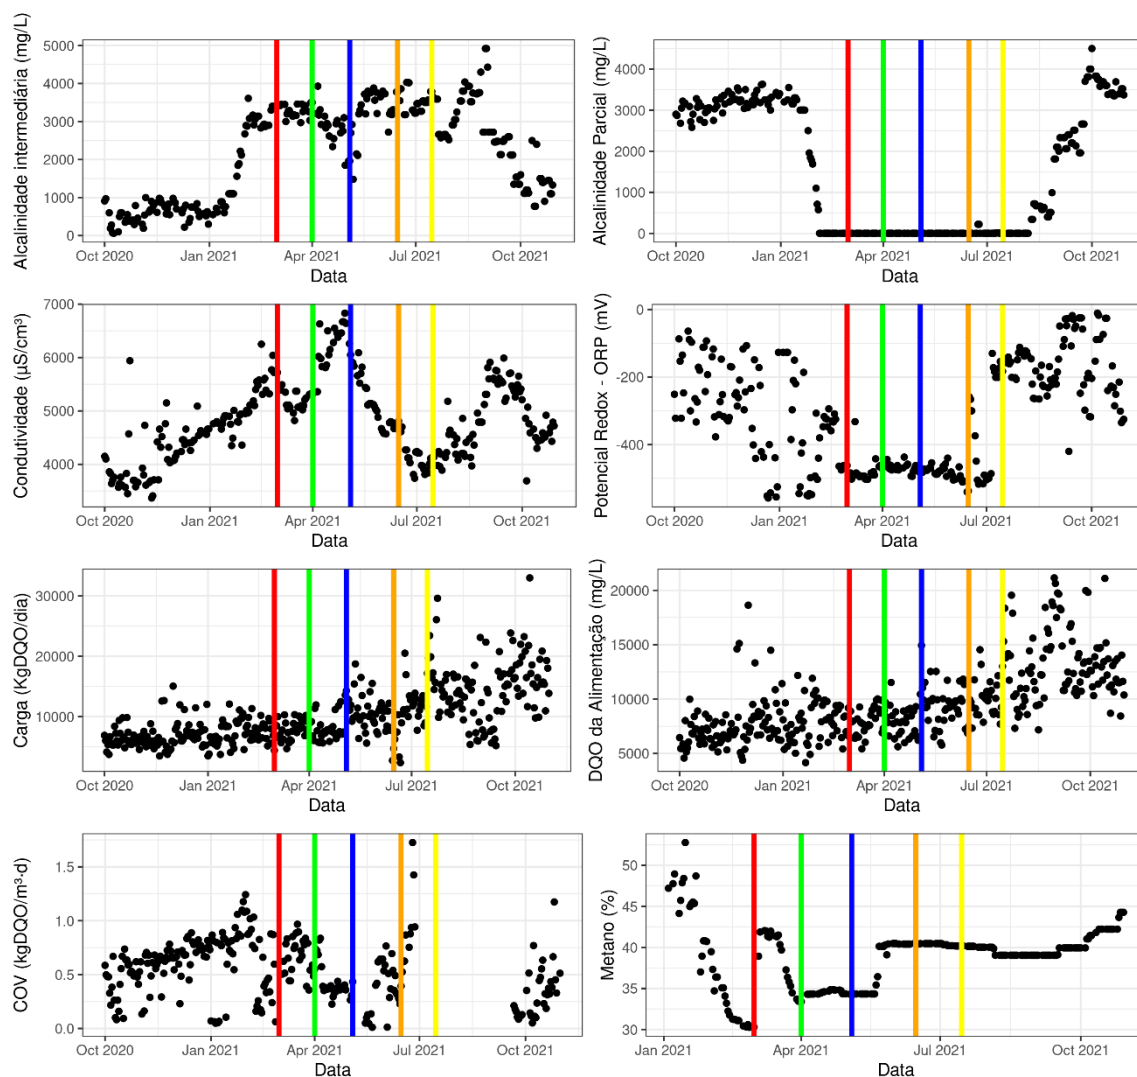 Alcalinidade intermediária (mg/L)
5000
4000
3000
2000
1000
0
Oct 2020
Jan 2021
Apr 2021
Jul 2021
Oct 2021
Data
Alcalinidade Parcial (mg/L)
4000
3000
2000
1000
0
Oct 2020
Jan 2021
Apr 2021
Jul 2021
Oct 2021
Data
Condutividade (µS/cm³)
7000
6000
5000
4000
Oct 2020
Jan 2021
Apr 2021
Jul 2021
Oct 2021
Data
Potencial Redox - ORP (mV)
0
-200
-400
Oct 2020
Jan 2021
Apr 2021
Jul 2021
Oct 2021
Data
Carga (KgDQO/dia)
30000
20000
10000
Oct 2020
Jan 2021
Apr 2021
Jul 2021
Oct 2021
Data
DQO da Alimentação (mg/L)
20000
15000
10000
5000
Oct 2020
Jan 2021
Apr 2021
Jul 2021
Oct 2021
Data
COV (kgDQO/m³·d)
1.5
1.0
0.5
0.0
Oct 2020
Jan 2021
Apr 2021
Jul 2021
Oct 2021
Data
Metano (%)
50
45
40
35
30
Jan 2021
Apr 2021
Jul 2021
Oct 2021
Data